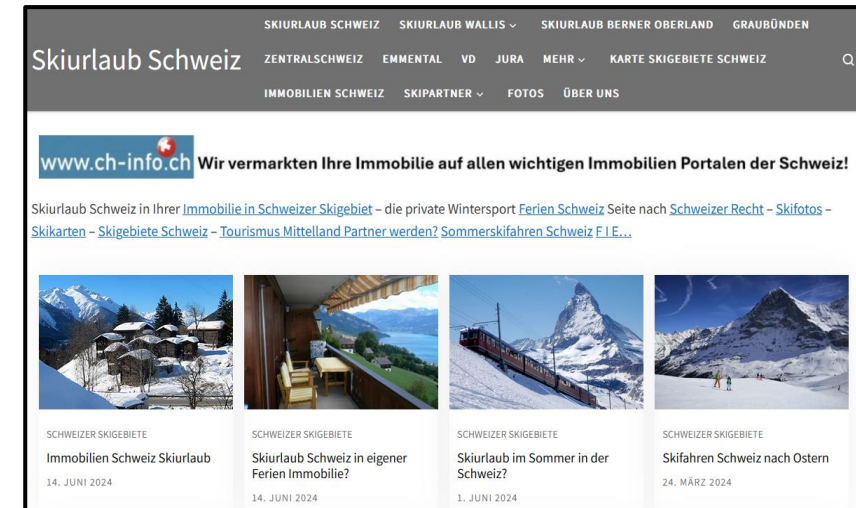 SKIURLAUB SCHWEIZ SKIURLAUB WALLIS SKIURLAUB BERNER OBERLAND GRAUBÜNDEN
Skiurlaub Schweiz
ZENTRALSCHWEIZ EMMENTAL VD JURA MEHR KARTE SKIGEBIETE SCHWEIZ
IMMOBILIEN SCHWEIZ SKIPARTNER FOTOS ÜBER UNS
www.ch-info.ch Wir vermarkten Ihre Immobilie auf allen wichtigen Immobilien Portalen der Schweiz!
Skiurlaub Schweiz in Ihrer Immobilie in Schweizer Skigebiet – die private Wintersport Ferien Schweiz Seite nach Schweizer Recht – Skifotos –
Skikarten – Skigebiete Schweiz – Tourismus Mittelland Partner werden? Sommerskifahren Schweiz F I E…
SCHWEIZER SKIGEBIETE
Immobilien Schweiz Skiurlaub
14. JUNI 2024
SCHWEIZER SKIGEBIETE
Skiurlaub Schweiz in eigener
Ferien Immobilie?
14. JUNI 2024
SCHWEIZER SKIGEBIETE
Skiurlaub im Sommer in der
Schweiz?
1. JUNI 2024
SCHWEIZER SKIGEBIETE
Skifahren Schweiz nach Ostern
24. MÄRZ 2024